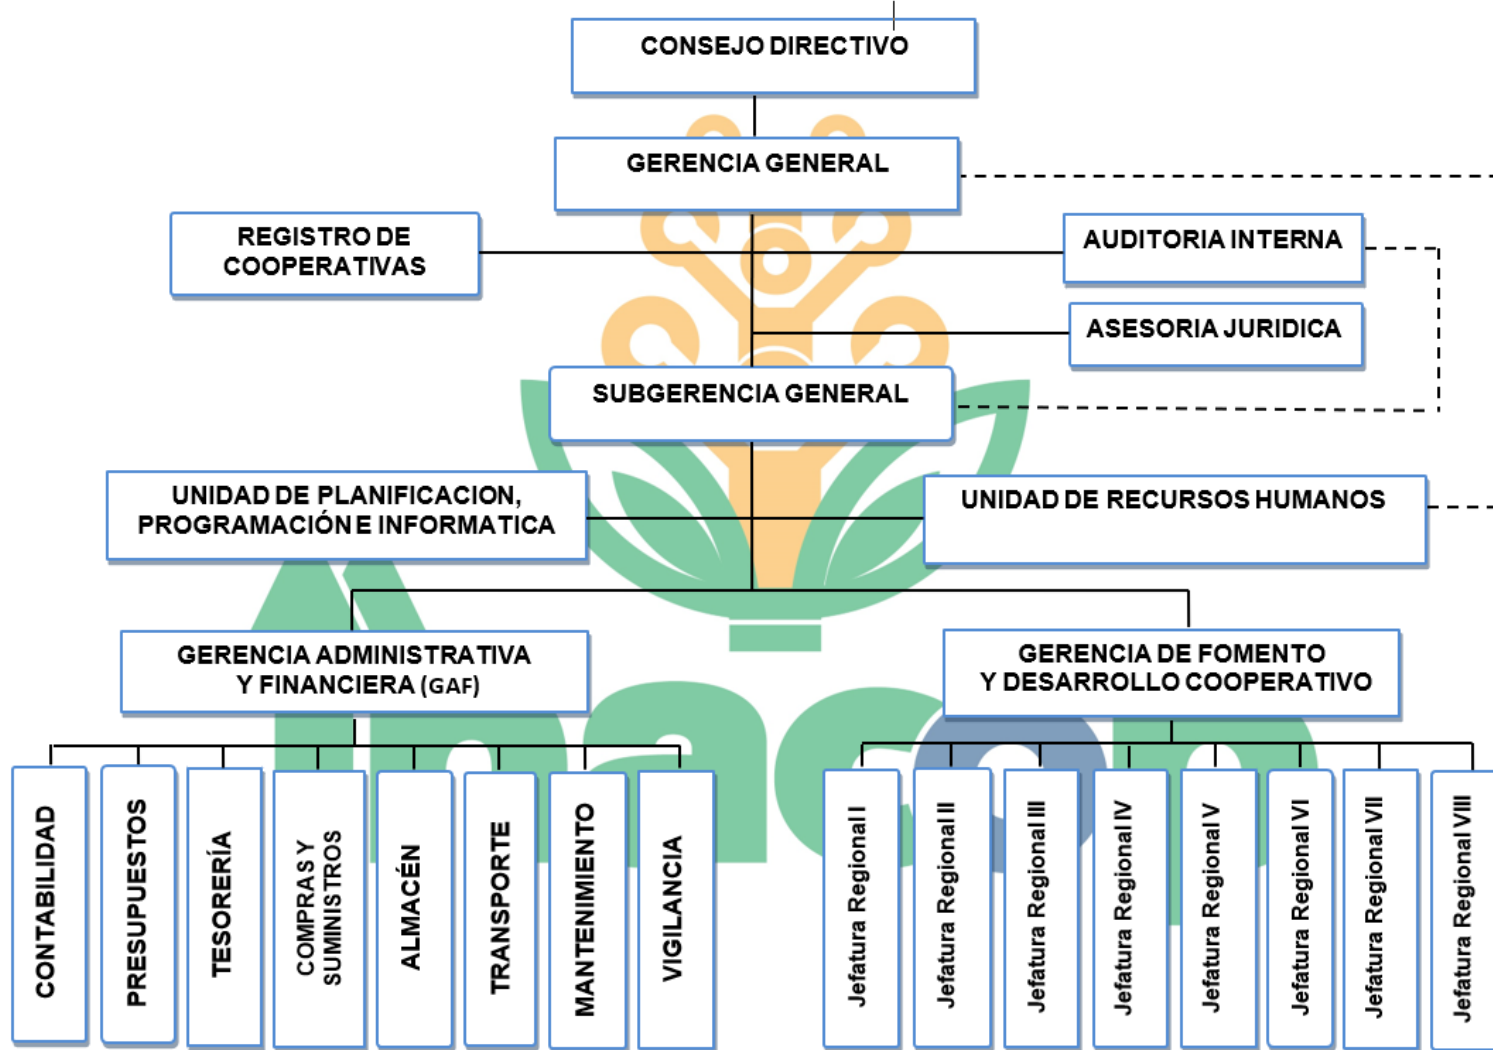 CONSEJO DIRECTIVO
GERENCIA GENERAL
REGISTRO DE
COOPERATIVAS
AUDITORIA INTERNA
ASESORIA JURIDICA
SUBGERENCIA GENERAL
UNIDAD DE PLANIFICACION,
PROGRAMACIÓN E INFORMATICA
UNIDAD DE RECURSOS HUMANOS
GERENCIA ADMINISTRATIVA
Y FINANCIERA (GAF)
GERENCIA DE FOMENTO
Y DESARROLLO COOPERATIVO
inacop
CONTABILIDAD
PRESUPUESTOS
TESORERÍA
COMPRAS Y
SUMINISTROS
ALMACÉN
TRANSPORTE
MANTENIMIENTO
VIGILANCIA
Jefatura Regional I
Jefatura Regional II
Jefatura Regional III
Jefatura Regional IV
Jefatura Regional V
Jefatura Regional VI
Jefatura Regional VII
Jefatura Regional VIII